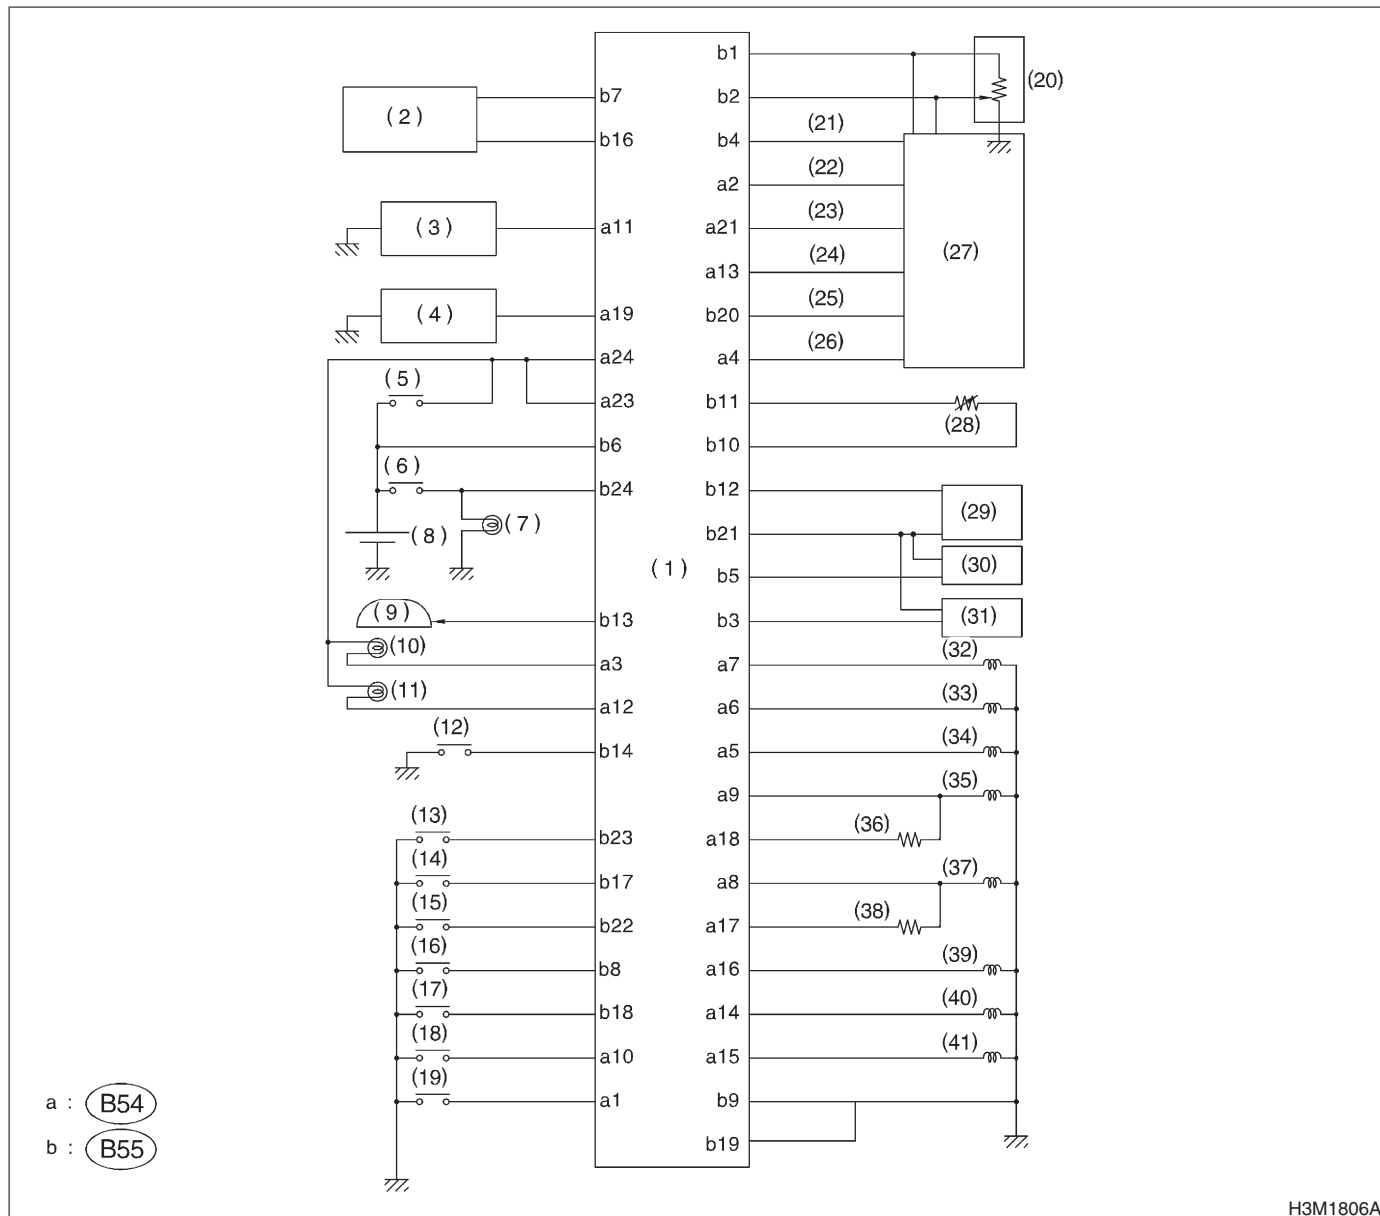 b1
(20)
b7
b2
( 2 )
(21)
b16
b4
(22)
a2
(23)
( 3 )
a11
a21
(27)
(24)
a13
(25)
( 4 )
a19
b20
(26)
a24
a4
( 5 )
a23
b11
(28)
b6
b10
( 6 )
b24
b12
(29)
( 7 )
( 8 )
b21
(30)
( 1 )
b5
( 9 )
b13
b3
(31)
(10)
(32)
a3
a7
(11)
(33)
a12
a6
(12)
(34)
b14
a5
(35)
a9
(13)
(36)
b23
a18
(14)
(37)
b17
a8
(15)
(38)
b22
a17
(16)
(39)
b8
a16
(17)
(40)
b18
a14
(18)
(41)
a10
a15
(19)
a1
b9
a : B54
b19
b : B55
H3M1806A